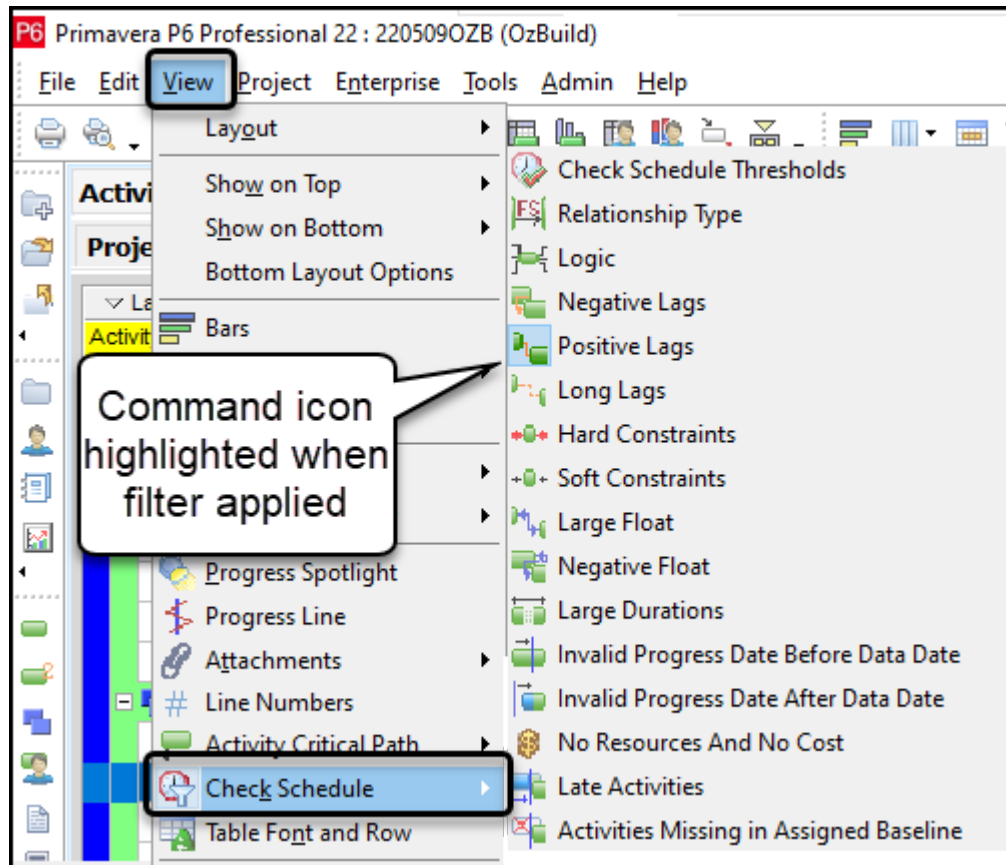 P6 Primavera P6 Professional 22 : 220509OZB (OzBuild)
File Edit View Project Enterprise Tools Admin Help
Layout
Show on Top
Show on Bottom
Bottom Layout Options
Bars
Progress Spotlight
Progress Line
Attachments
# Line Numbers
Activity Critical Path
Check Schedule
Table Font and Row
Activi
Proje
La
Activit
Command icon
highlighted when
filter applied
Check Schedule Thresholds
FS Relationship Type
Logic
Negative Lags
Positive Lags
Long Lags
Hard Constraints
Soft Constraints
Large Float
Negative Float
Large Durations
Invalid Progress Date Before Data Date
Invalid Progress Date After Data Date
No Resources And No Cost
Late Activities
Activities Missing in Assigned Baseline